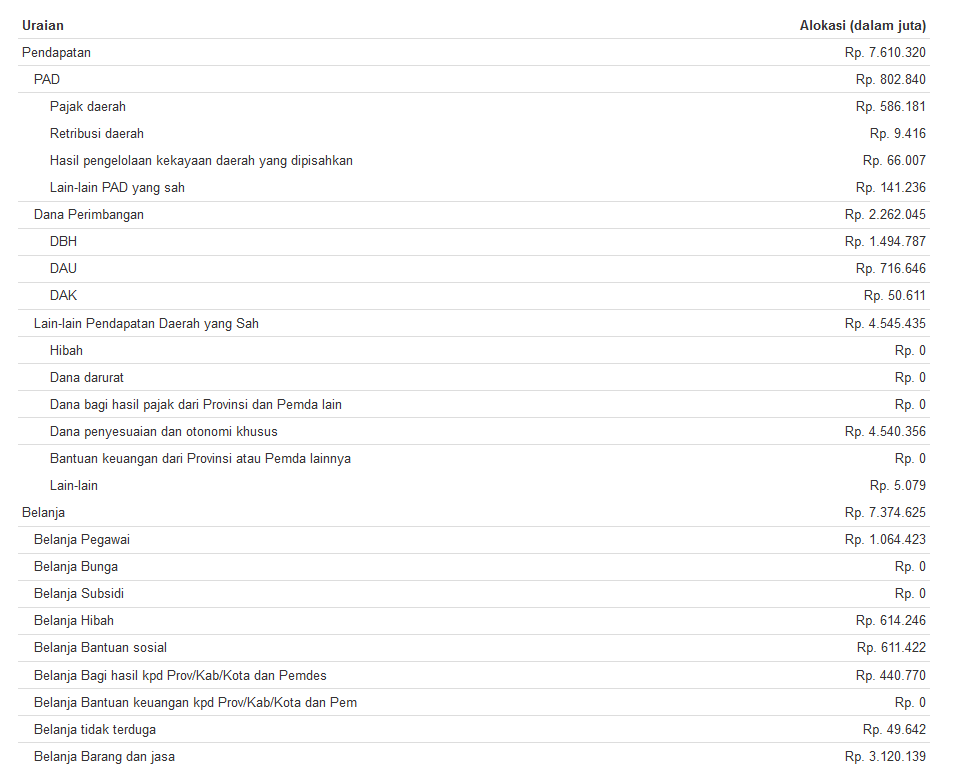 Uraian Alokasi (dalam juta)
Pendapatan Rp. 7.610.320
PAD Rp. 802.840
Pajak daerah Rp. 586.181
Retribusi daerah Rp. 9.416
Hasil pengelolaan kekayaan daerah yang dipisahkan Rp. 66.007
Lain-lain PAD yang sah Rp. 141.236
Dana Perimbangan Rp. 2.262.045
DBH Rp. 1.494.787
DAU Rp. 716.646
DAK Rp. 50.611
Lain-lain Pendapatan Daerah yang Sah Rp. 4.545.435
Hibah Rp. 0
Dana darurat Rp. 0
Dana bagi hasil pajak dari Provinsi dan Pemda lain Rp. 0
Dana penyesuaian dan otonomi khusus Rp. 4.540.356
Bantuan keuangan dari Provinsi atau Pemda lainnya Rp. 0
Lain-lain Rp. 5.079
Belanja Rp. 7.374.625
Belanja Pegawai Rp. 1.064.423
Belanja Bunga Rp. 0
Belanja Subsidi Rp. 0
Belanja Hibah Rp. 614.246
Belanja Bantuan sosial Rp. 611.422
Belanja Bagi hasil kpd Prov/Kab/Kota dan Pemdes Rp. 440.770
Belanja Bantuan keuangan kpd Prov/Kab/Kota dan Pem Rp. 0
Belanja tidak terduga Rp. 49.642
Belanja Barang dan jasa Rp. 3.120.139